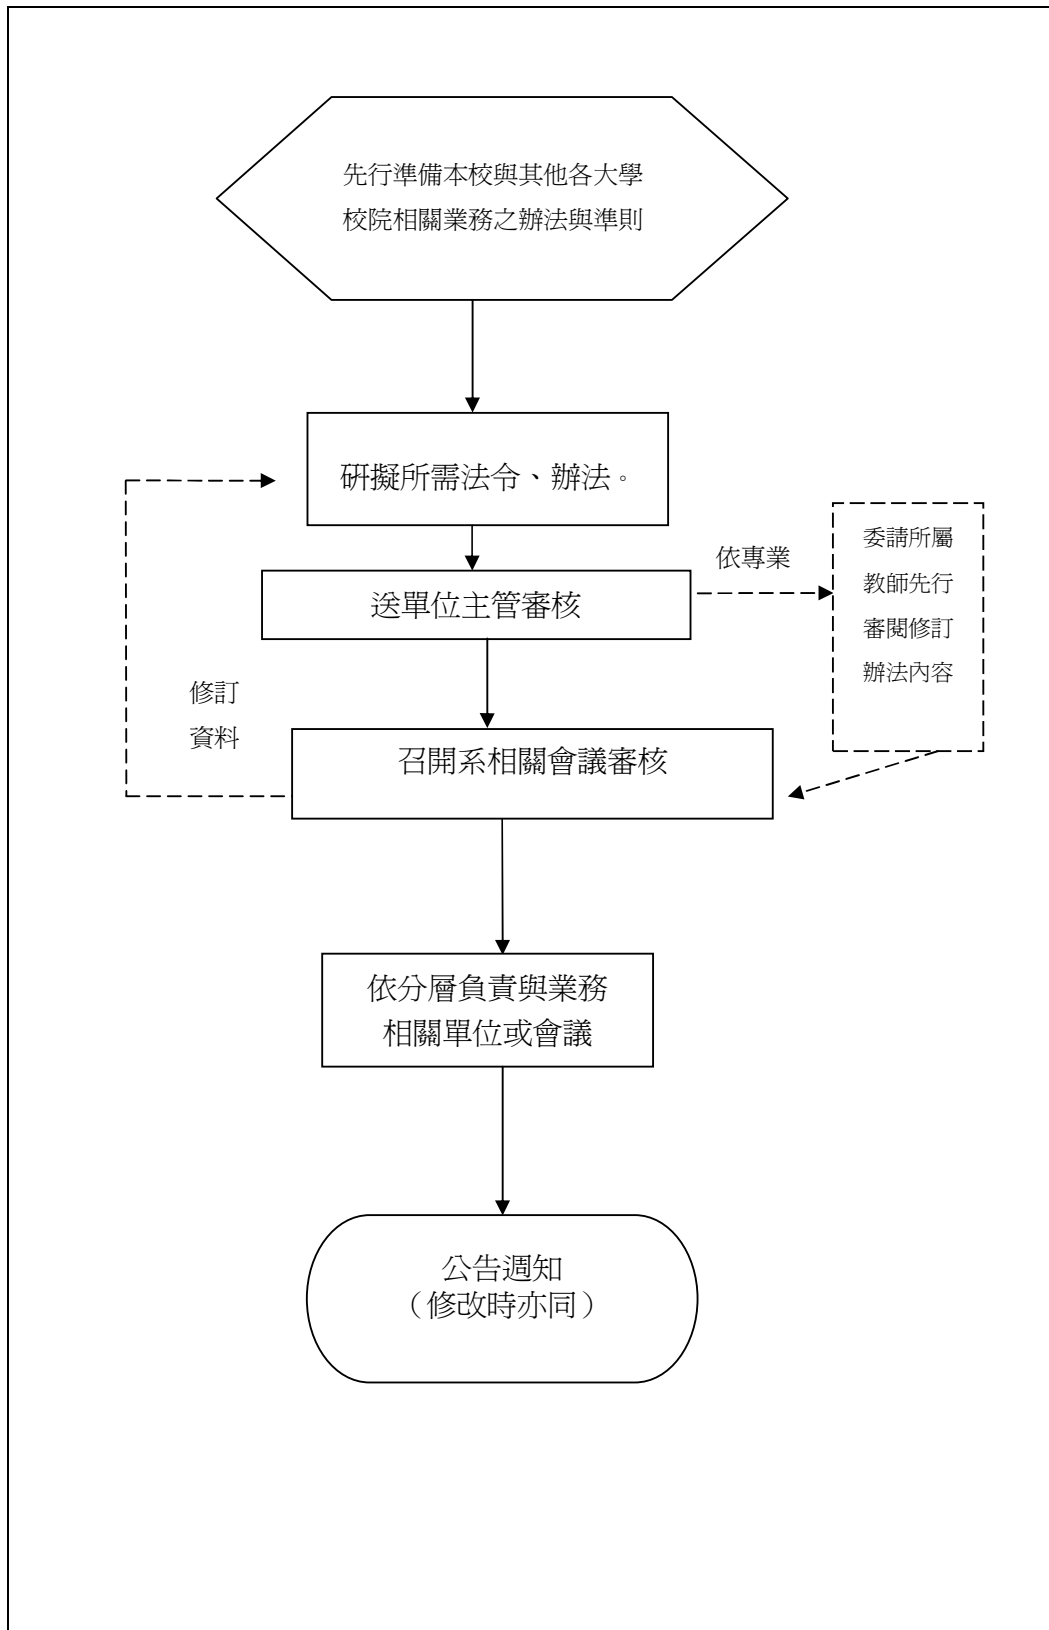 先行準備本校與其他各大學
校院相關業務之辦法與準則
研擬所需法令、辦法。
送單位主管審核
依專業
委請所屬
教師先行
審閱修訂
辦法內容
修訂
資料
召開系相關會議審核
依分層負責與業務
相關單位或會議
公告週知
（修改時亦同）